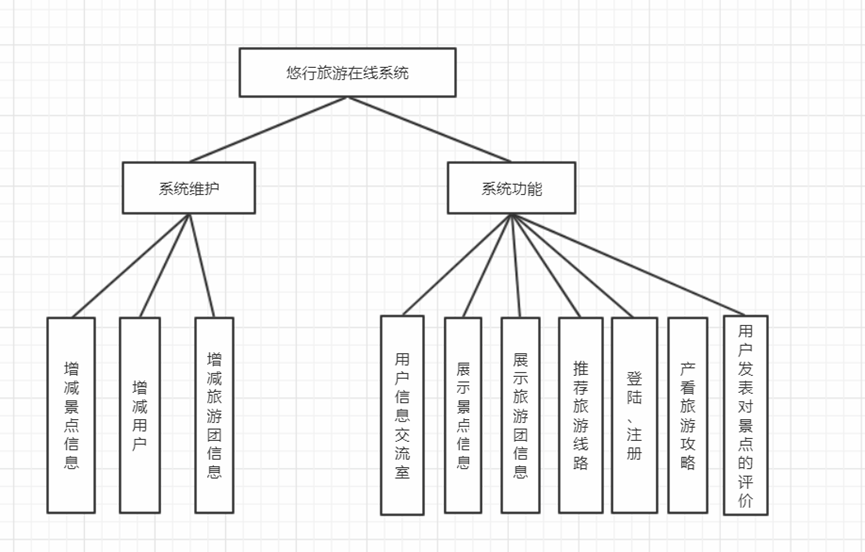 悠行旅游在线系统
系统维护
系统功能
增减景点信息
增减用户
增减旅游团信息
用户信息交流室
展示景点信息
展示旅游团信息
推荐旅游线路
登陆、注册
产看旅游攻略
用户发表对景点的评价